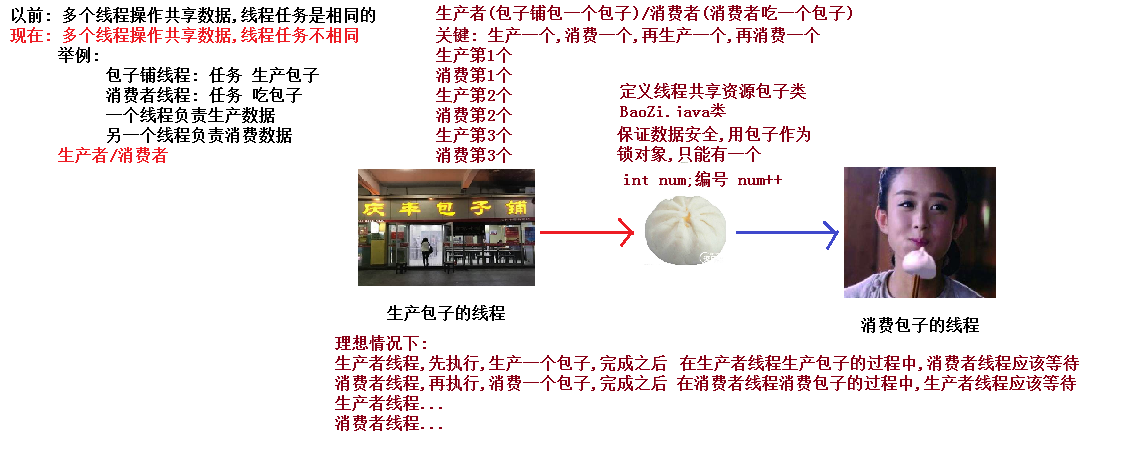 以前: 多个线程操作共享数据,线程任务是相同的
现在: 多个线程操作共享数据,线程任务不相同
举例:
包子铺线程: 任务 生产包子
消费者线程: 任务 吃包子
一个线程负责生产数据
另一个线程负责消费数据
生产者/消费者
生产者(包子铺包一个包子)/消费者(消费者吃一个包子)
关键: 生产一个,消费一个,再生产一个,再消费一个
生产第1个
消费第1个
生产第2个
消费第2个
生产第3个
消费第3个
定义线程共享资源包子类
BaoZi.java类
保证数据安全,用包子作为
锁对象,只能有一个
int num;编号 num++
庆丰包子铺
生产包子的线程
消费包子的线程
理想情况下:
生产者线程,先执行,生产一个包子,完成之后 在生产者线程生产包子的过程中,消费者线程应该等待
消费者线程,再执行,消费一个包子,完成之后 在消费者线程消费包子的过程中,生产者线程应该等待
生产者线程...
消费者线程...